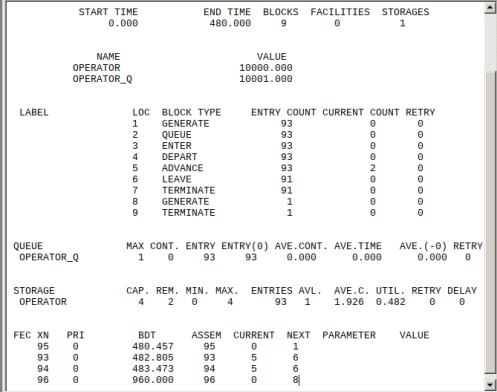 START TIME END TIME BLOCKS FACILITIES STORAGES
0.000 480.000 9 0 1
NAME VALUE
OPERATOR 10000.000
OPERATOR_Q 10001.000
LABEL LOC BLOCK TYPE ENTRY COUNT CURRENT COUNT RETRY
1 GENERATE 93 0 0
2 QUEUE 93 0 0
3 ENTER 93 0 0
4 DEPART 93 0 0
5 ADVANCE 93 2 0
6 LEAVE 91 0 0
7 TERMINATE 91 0 0
8 GENERATE 1 0 0
9 TERMINATE 1 0 0
QUEUE MAX CONT. ENTRY ENTRY(0) AVE.CONT. AVE.TIME AVE.(-0) RETRY
OPERATOR_Q 1 0 93 93 0.000 0.000 0.000 0
STORAGE CAP. REM. MIN. MAX. ENTRIES AVL. AVE.C. UTIL. RETRY DELAY
OPERATOR 4 2 0 4 93 1 1.926 0.482 0 0
FEC XN PRI BDT ASSEM CURRENT NEXT PARAMETER VALUE
95 0 480.457 95 0 1
93 0 482.805 93 5 6
94 0 483.473 94 5 6
96 0 960.000 96 0 8